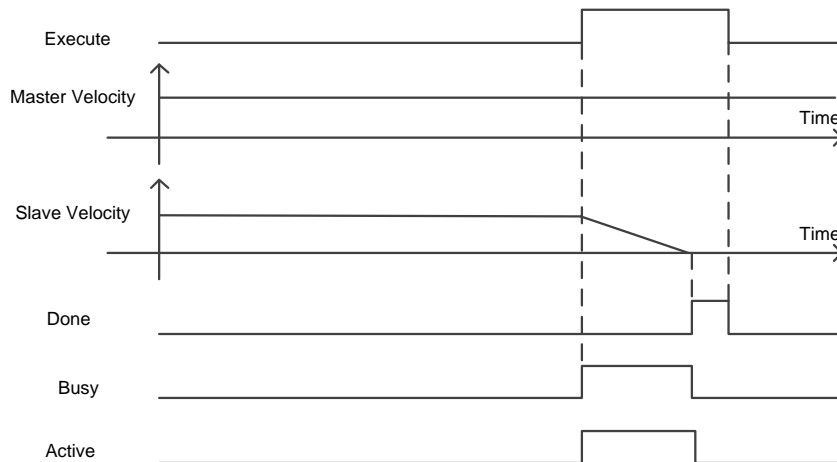 Execute
Master Velocity
Time
Slave Velocity
Time
Done
Busy
Active